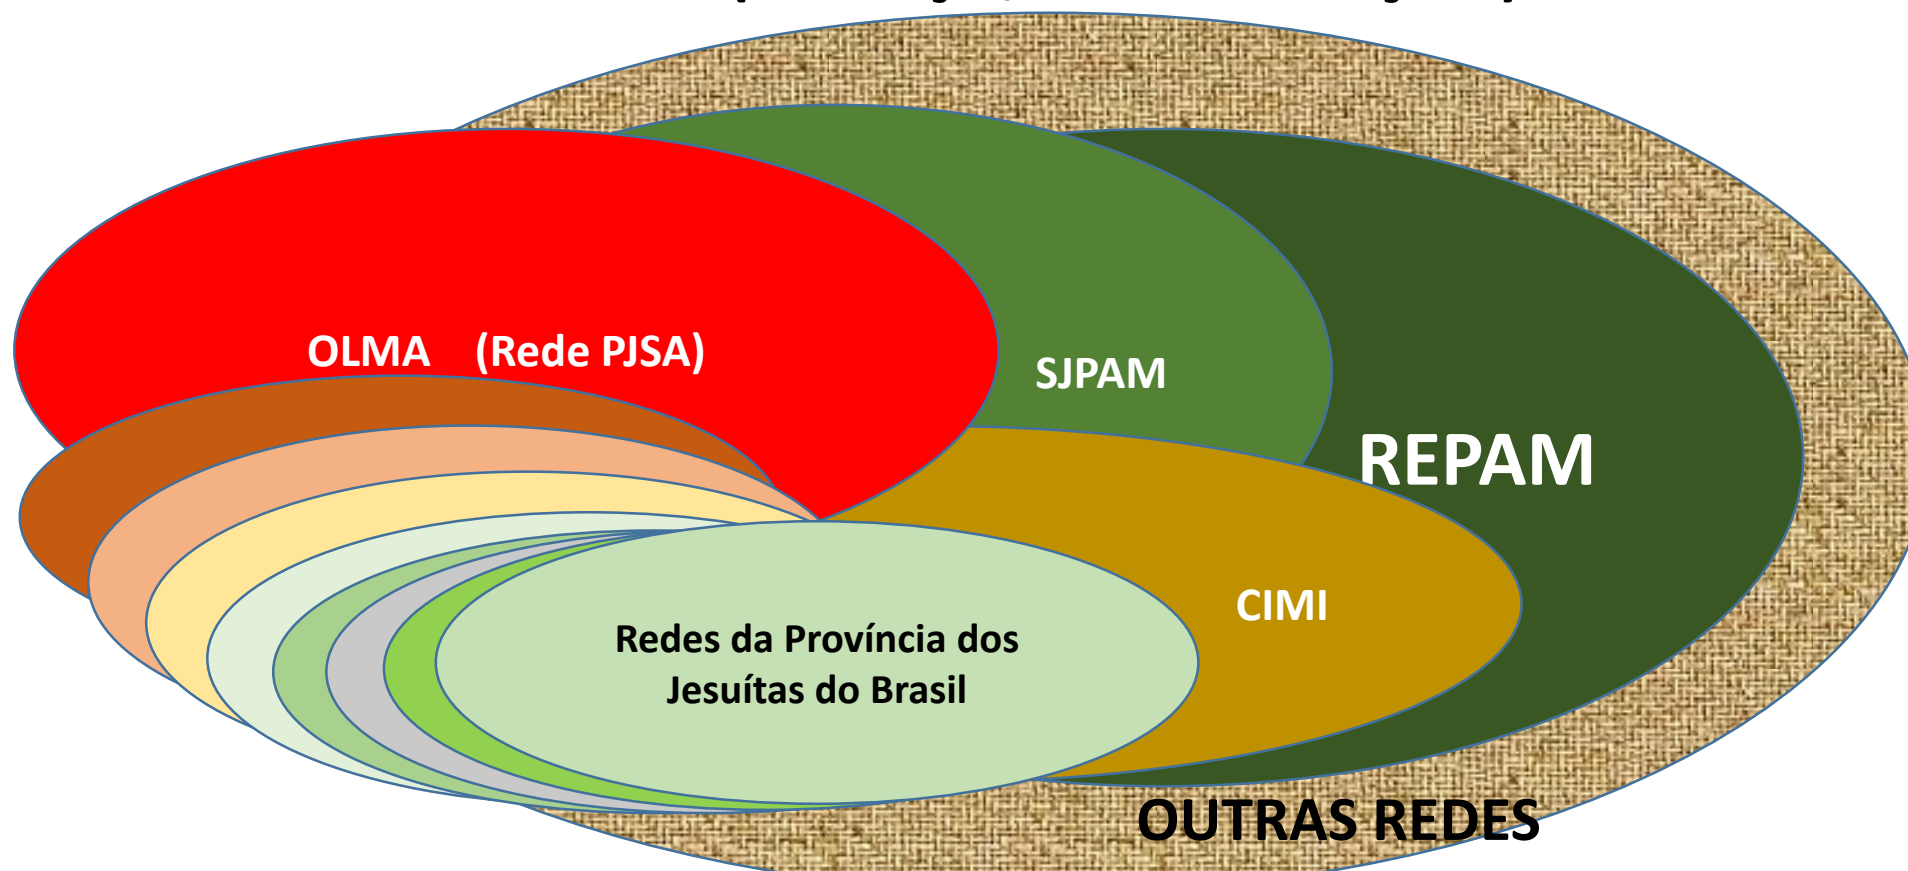 OLMA (Rede PJSA)
SJPAM
REPAM
CIMI
Redes da Província dos
Jesuítas do Brasil
OUTRAS REDES